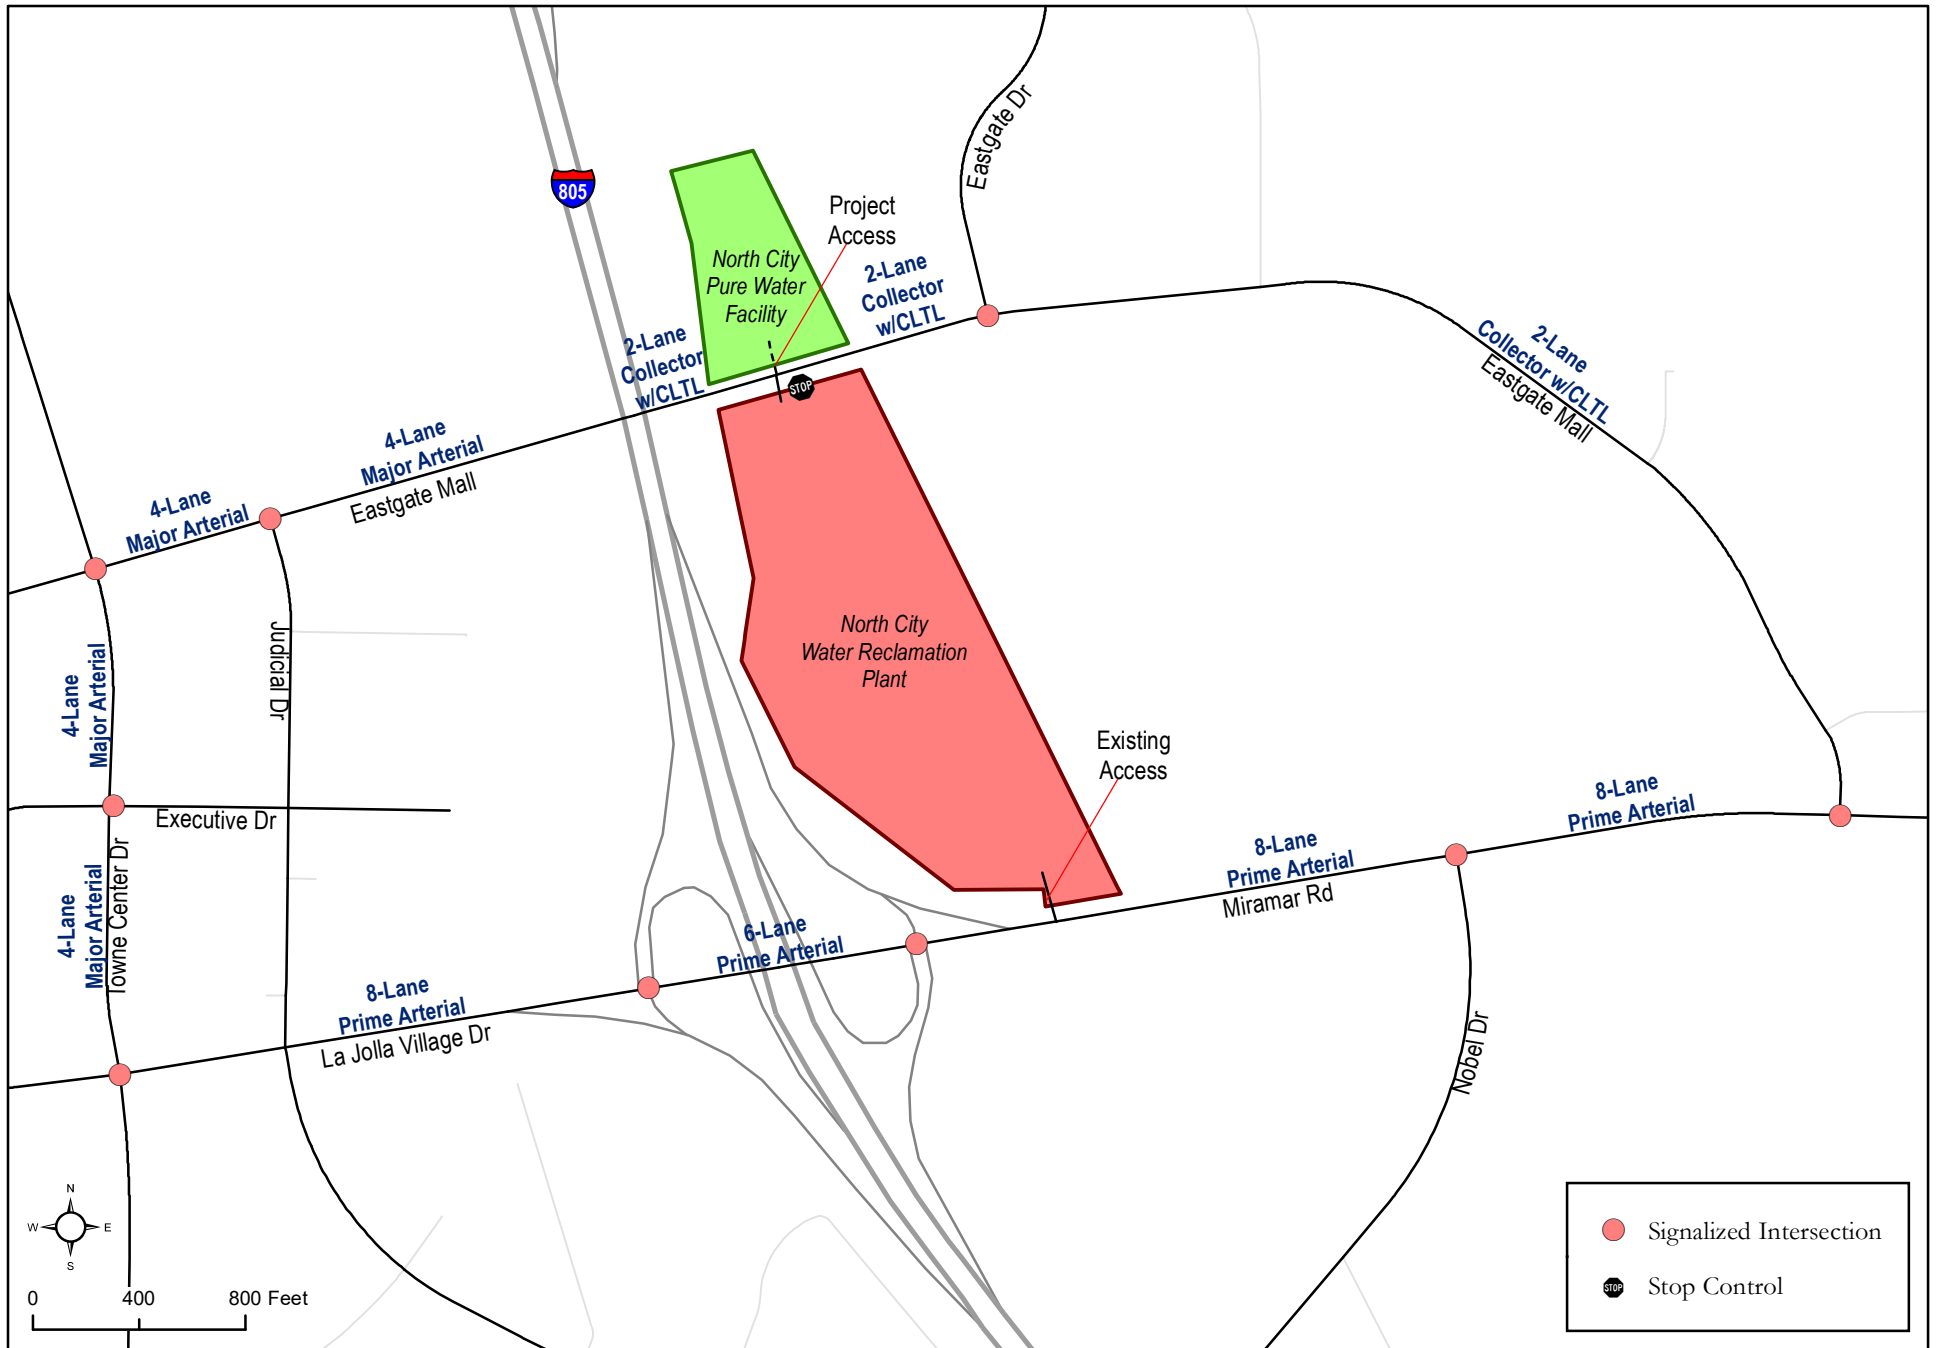 805
Eastgate Dr
Project
Access
North City
Pure Water
Facility
2-Lane
Collector
w/CLTL
2-Lane
Collector
w/CLTL
STOP
2-Lane
Collector w/CLTL
Eastgate Mall
4-Lane
Major Arterial
Eastgate Mall
4-Lane
Major Arterial
Judicial Dr
4-Lane
Major Arterial
North City
Water Reclamation
Plant
Existing
Access
Executive Dr
8-Lane
Prime Arterial
8-Lane
Prime Arterial
Miramar Rd
4-Lane
Major Arterial
Towne Center Dr
6-Lane
Prime Arterial
8-Lane
Prime Arterial
La Jolla Village Dr
Nobel Dr
N
W E
S
0 400 800 Feet
Signalized Intersection
STOP Stop Control